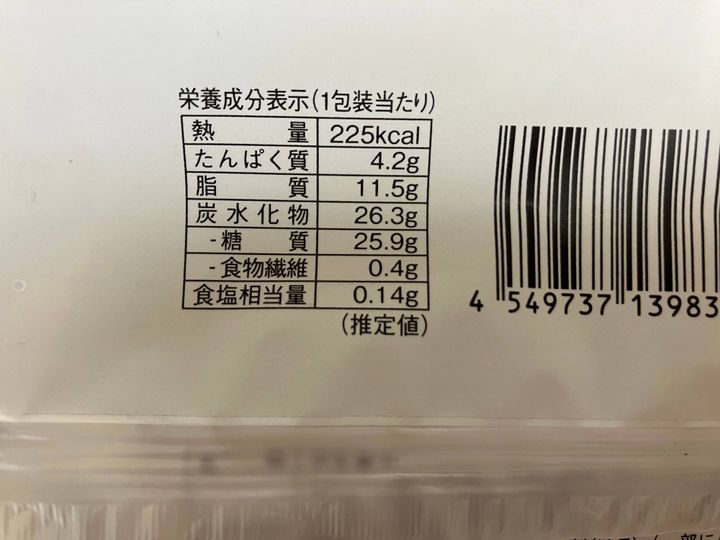 栄養成分表示(1包装当たり)
熱量 225kcal
たんぱく質 4.2g
脂質 11.5g
炭水化物 26.3g
-糖質 25.9g
-食物繊維 0.4g
食塩相当量 0.14g
(推定値)
4 549737 13983